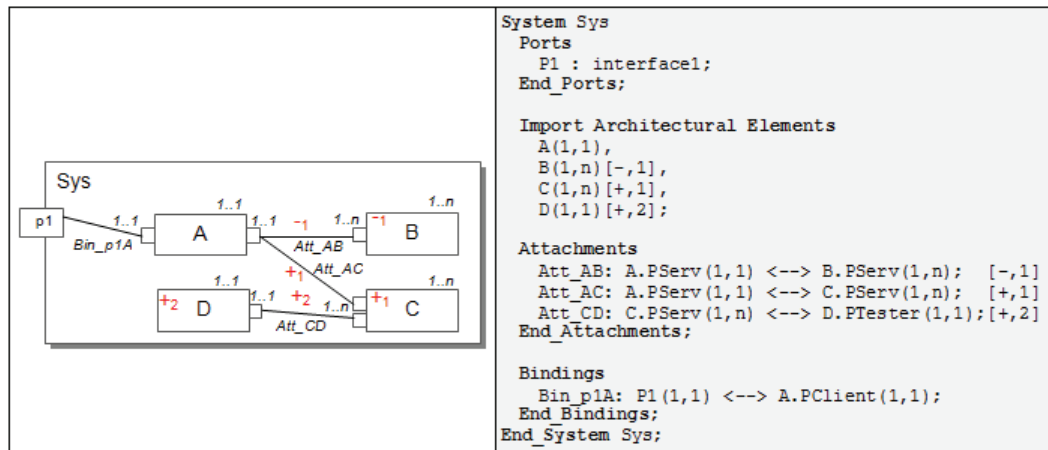 Sys
p1
1..1
Bin_p1A
A
1..1
1..1
-1
Att_AB
1..n
-1
B
1..n
+1
Att_AC
+2
D
1..1
1..1
+2
Att_CD
1..n
+1
C
1..n
System Sys
Ports
P1 : interface1;
End_Ports;
Import Architectural Elements
A(1,1),
B(1,n)[-,1],
C(1,n)[+,1],
D(1,1)[+,2];
Attachments
Att_AB: A.PServ(1,1) <--> B.PServ(1,n); [-,1]
Att_AC: A.PServ(1,1) <--> C.PServ(1,n); [+,1]
Att_CD: C.PServ(1,n) <--> D.PTester(1,1);[+,2]
End_Attachments;
Bindings
Bin_p1A: P1(1,1) <--> A.PClient(1,1);
End_Bindings;
End_System Sys;